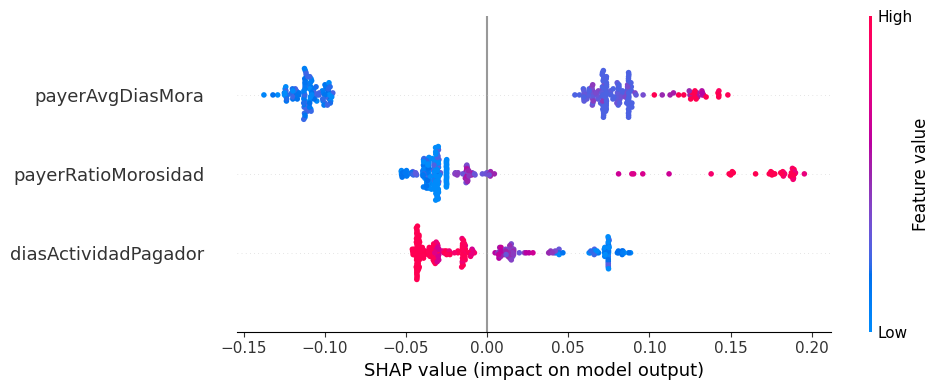 High
payerAvgDiasMora
payerRatioMorosidad
diasActividadPagador
Feature value
Low
−0.15 −0.10 −0.05 0.00 0.05 0.10 0.15 0.20
SHAP value (impact on model output)